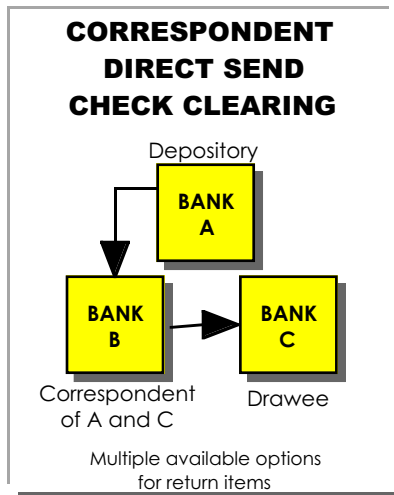 CORRESPONDENT
DIRECT SEND
CHECK CLEARING
Depository
BANK
A
BANK
B
BANK
C
Correspondent
of A and C
Drawee
Multiple available options
for return items